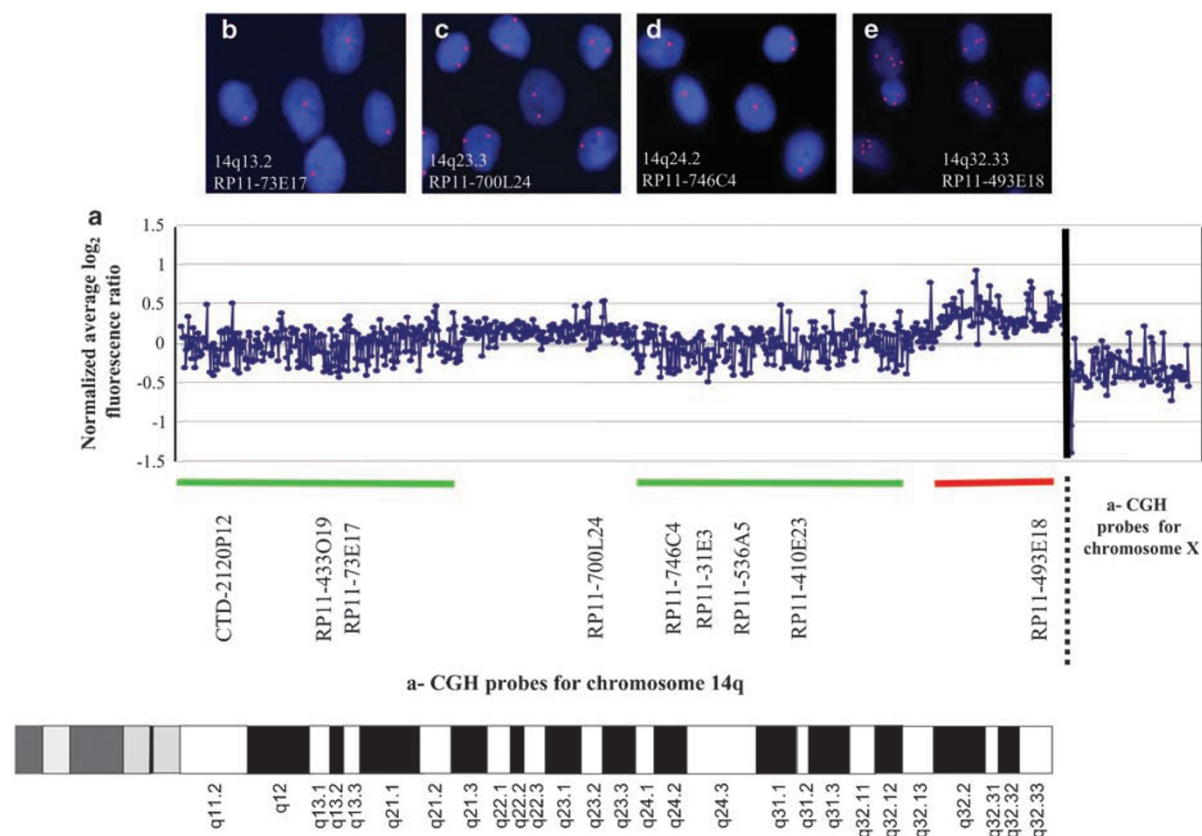 b
c
d
e
14q13.2
RP11-73E17
14q23.3
RP11-700L24
14q24.2
RP11-746C4
14q32.33
RP11-493E18
a
Normalized average log2
fluorescence ratio
1.5
1
0.5
0
-0.5
-1
-1.5
CTD-2120P12
RP11-433O19
RP11-73E17
RP11-700L24
RP11-746C4
RP11-31E3
RP11-536A5
RP11-410E23
RP11-493E18
a- CGH
probes for
chromosome X
a- CGH probes for chromosome 14q
q11.2
q12
q13.1
q13.2
q13.3
q21.1
q21.2
q21.3
q22.1
q22.2
q22.3
q23.1
q23.2
q23.3
q24.1
q24.2
q24.3
q31.1
q31.2
q31.3
q32.11
q32.12
q32.13
q32.2
q32.31
q32.32
q32.33